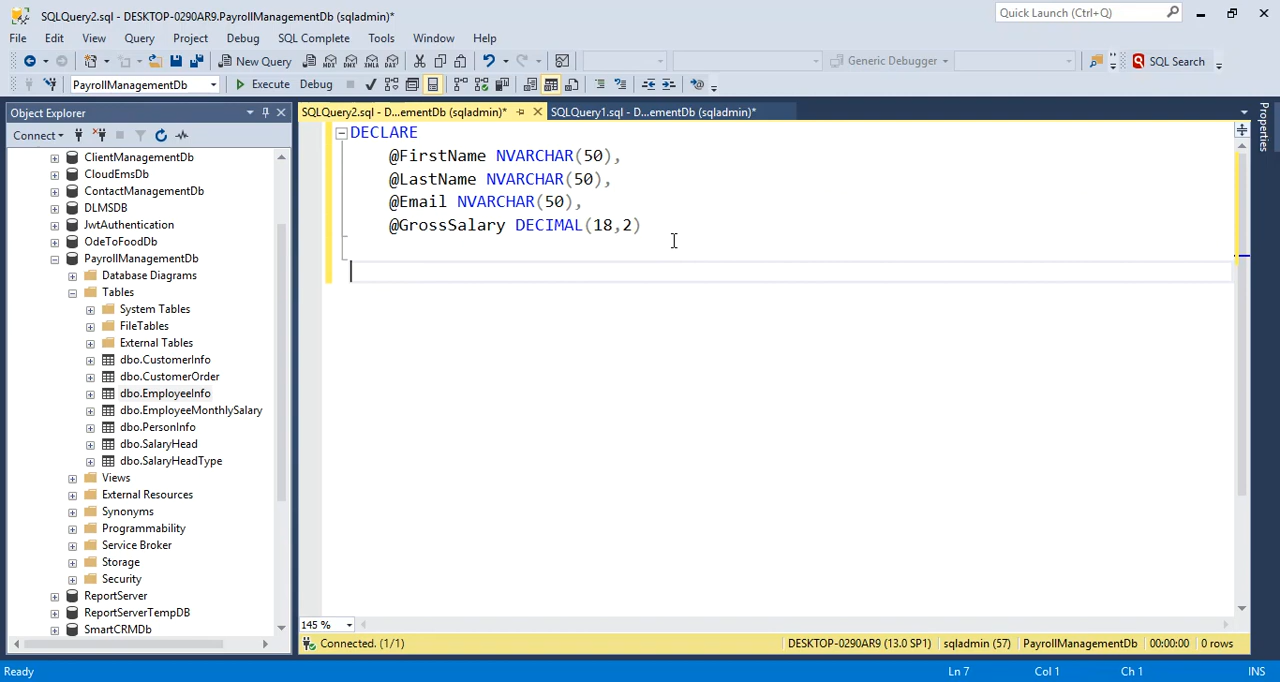 SQLQuery2.sql - DESKTOP-0290AR9.PayrollManagementDb (sqladmin)*
Quick Launch (Ctrl+Q)
File Edit View Query Project Debug SQL Complete Tools Window Help
New Query MDX DMX XMLA DAX Generic Debugger SQL Search
PayrollManagementDb Execute Debug
Object Explorer
SQLQuery2.sql - D...ementDb (sqladmin)* SQLQuery1.sql - D...ementDb (sqladmin)*
Properties
Connect
ClientManagementDb
CloudEmsDb
ContactManagementDb
DLMSDB
JwtAuthentication
OdeToFoodDb
PayrollManagementDb
Database Diagrams
Tables
System Tables
FileTables
External Tables
dbo.CustomerInfo
dbo.CustomerOrder
dbo.EmployeeInfo
dbo.EmployeeMonthlySalary
dbo.PersonInfo
dbo.SalaryHead
dbo.SalaryHeadType
Views
External Resources
Synonyms
Programmability
Service Broker
Storage
Security
ReportServer
ReportServerTempDB
SmartCRMDb
DECLARE
@FirstName NVARCHAR(50),
@LastName NVARCHAR(50),
@Email NVARCHAR(50),
@GrossSalary DECIMAL(18,2)
145 %
Connected. (1/1) DESKTOP-0290AR9 (13.0 SP1) sqladmin (57) PayrollManagementDb 00:00:00 0 rows
Ready Ln 7 Col 1 Ch 1 INS